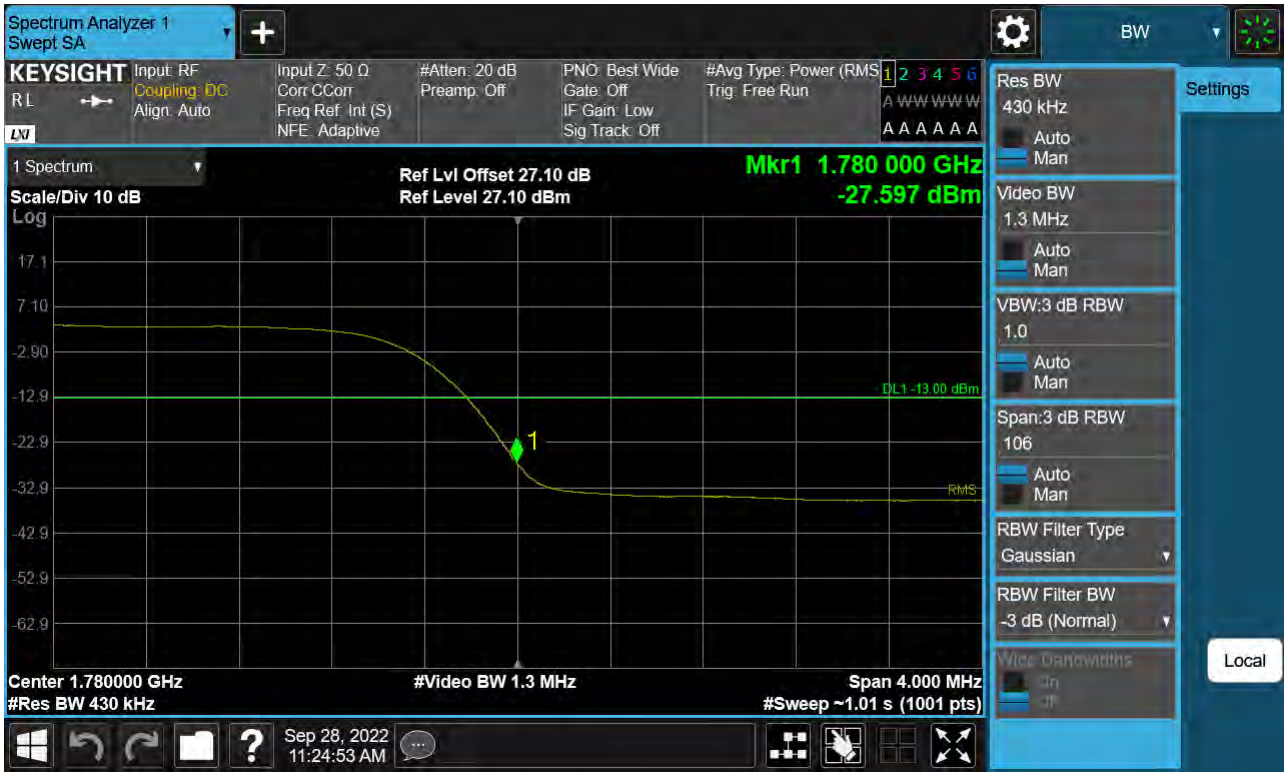 Spectrum Analyzer 1
Swept SA
BW
KEYSIGHT
RL
LXI
Input: RF
Coupling: DC
Align: Auto
Input Z: 50 Ω
Corr CCorr
Freq Ref: Int (S)
NFE: Adaptive
#Atten: 20 dB
Preamp: Off
PNO: Best Wide
Gate: Off
IF Gain: Low
Sig Track: Off
#Avg Type: Power (RMS
Trig: Free Run
1 2 3 4 5 6
A W W W W W
A A A A A A
1 Spectrum
Scale/Div 10 dB
Log
Ref Lvl Offset 27.10 dB
Ref Level 27.10 dBm
Mkr1 1.780 000 GHz
-27.597 dBm
17.1
7.10
-2.90
-12.9
-22.9
-32.9
-42.9
-52.9
-62.9
DL1 -13.00 dBm
1
RMS
Center 1.780000 GHz
#Res BW 430 kHz
#Video BW 1.3 MHz
Span 4.000 MHz
#Sweep ~1.01 s (1001 pts)
Res BW
430 kHz
Auto
Man
Video BW
1.3 MHz
Auto
Man
VBW:3 dB RBW
1.0
Auto
Man
Span:3 dB RBW
106
Auto
Man
RBW Filter Type
Gaussian
RBW Filter BW
-3 dB (Normal)
Settings
Local
?
Sep 28, 2022
11:24:53 AM